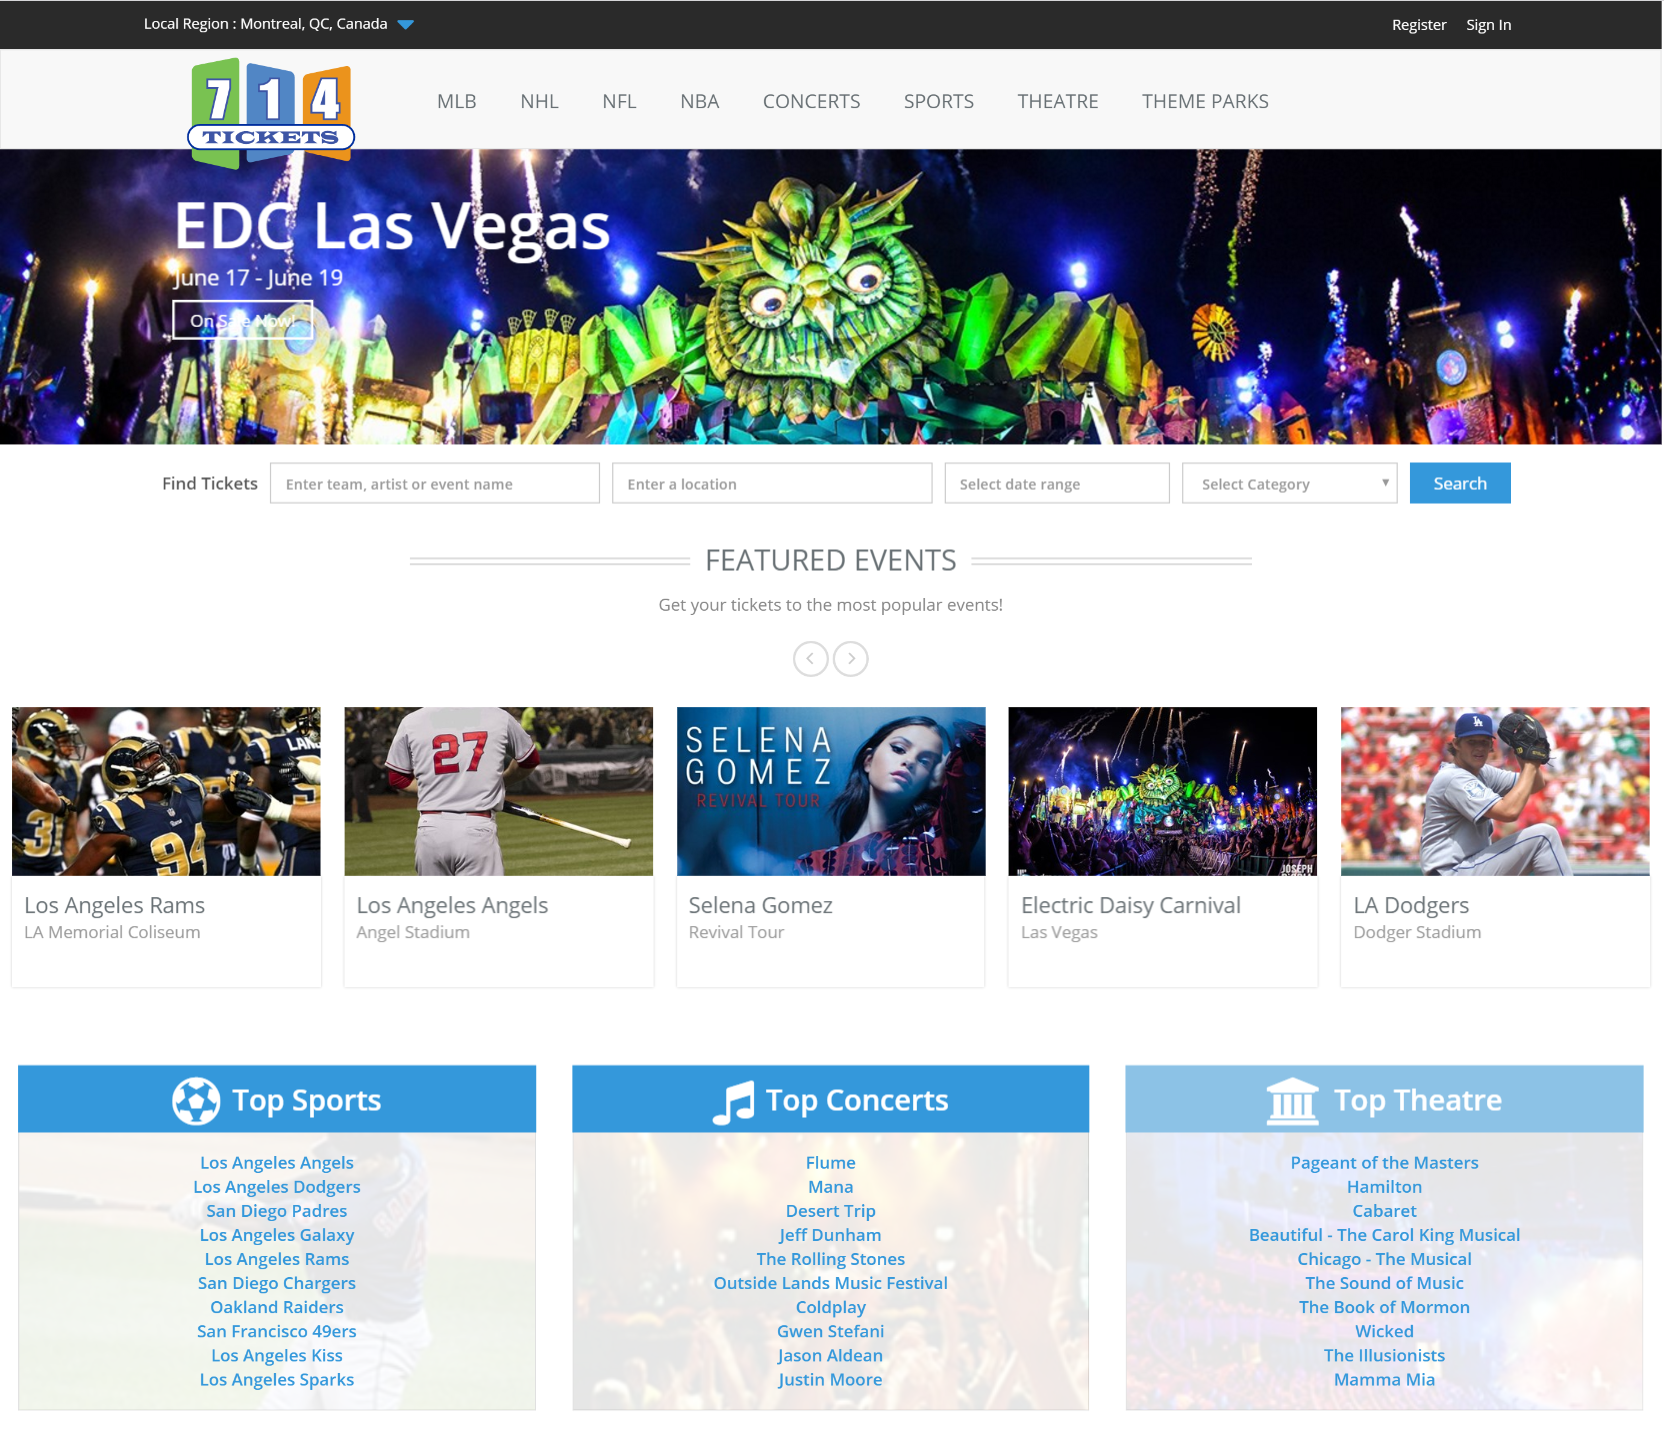 Local Region : Montreal, QC, Canada
Register
Sign In
714
TICKETS
MLB
NHL
NFL
NBA
CONCERTS
SPORTS
THEATRE
THEME PARKS
EDC Las Vegas
June 17 - June 19
On Sale Now!
Find Tickets
Enter team, artist or event name
Enter a location
Select date range
Select Category
Search
FEATURED EVENTS
Get your tickets to the most popular events!
94
27
SELENA
GOMEZ
REVIVAL TOUR
LA
JOSEPH
Los Angeles Rams
LA Memorial Coliseum
Los Angeles Angels
Angel Stadium
Selena Gomez
Revival Tour
Electric Daisy Carnival
Las Vegas
LA Dodgers
Dodger Stadium
Top Sports
Los Angeles Angels
Los Angeles Dodgers
San Diego Padres
Los Angeles Galaxy
Los Angeles Rams
San Diego Chargers
Oakland Raiders
San Francisco 49ers
Los Angeles Kiss
Los Angeles Sparks
Top Concerts
Flume
Mana
Desert Trip
Jeff Dunham
The Rolling Stones
Outside Lands Music Festival
Coldplay
Gwen Stefani
Jason Aldean
Justin Moore
Top Theatre
Pageant of the Masters
Hamilton
Cabaret
Beautiful - The Carol King Musical
Chicago - The Musical
The Sound of Music
The Book of Mormon
Wicked
The Illusionists
Mamma Mia